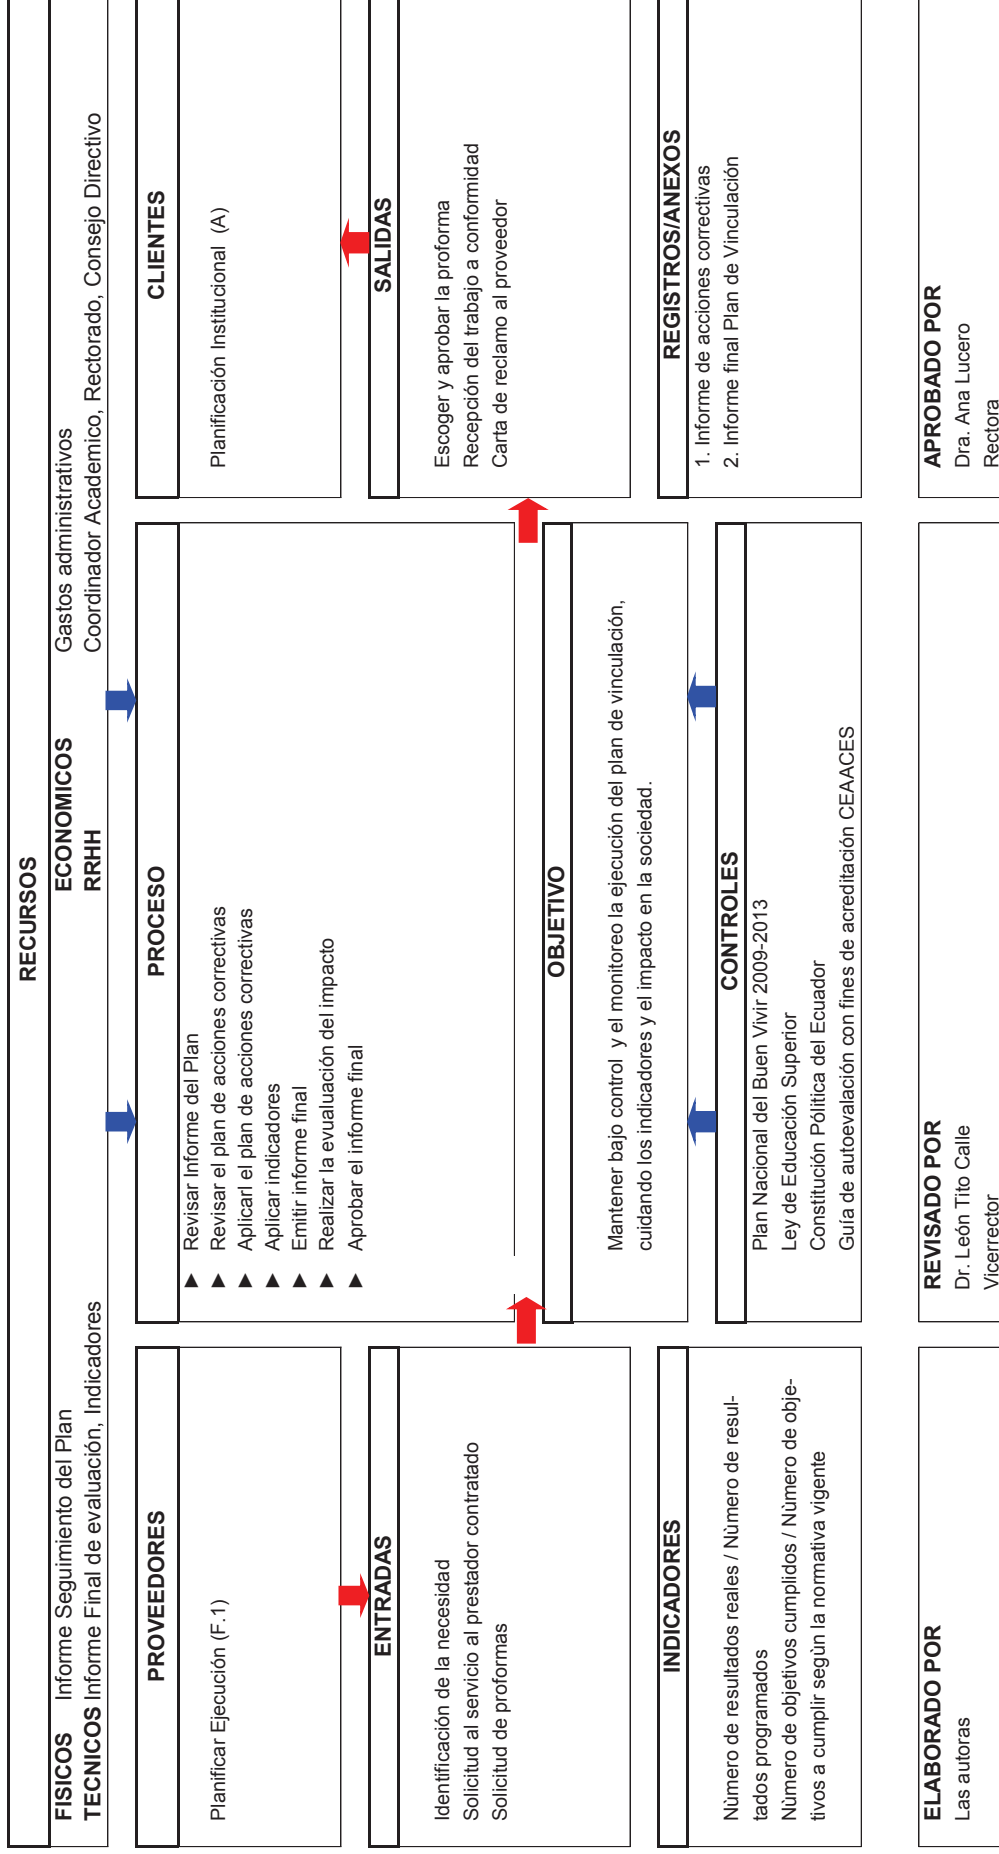 RECURSOS
FISICOS Informe Seguimiento del Plan
ECONOMICOS Gastos administrativos
TECNICOS Informe Final de evaluación, Indicadores
RRHH Coordinador Academico, Rectorado, Consejo Directivo
PROVEEDORES
Planificar Ejecución (F.1)
ENTRADAS
Identificación de la necesidad
Solicitud al servicio al prestador contratado
Solicitud de proformas
INDICADORES
Nùmero de resultados reales / Nùmero de resul-
tados programados
Nùmero de objetivos cumplidos / Nùmero de obje-
tivos a cumplir segùn la normativa vigente
PROCESO
▶ Revisar Informe del Plan
▶ Revisar el plan de acciones correctivas
▶ Aplicarl el plan de acciones correctivas
▶ Aplicar indicadores
▶ Emitir informe final
▶ Realizar la evaluación del impacto
▶ Aprobar el informe final
OBJETIVO
Mantener bajo control y el monitoreo la ejecución del plan de vinculación,
cuidando los indicadores y el impacto en la sociedad.
CONTROLES
Plan Nacional del Buen Vivir 2009-2013
Ley de Educación Superior
Constitución Pólitica del Ecuador
Guía de autoevalación con fines de acreditación CEAACES
CLIENTES
Planificación Institucional (A)
SALIDAS
Escoger y aprobar la proforma
Recepción del trabajo a conformidad
Carta de reclamo al proveedor
REGISTROS/ANEXOS
1. Informe de acciones correctivas
2. Informe final Plan de Vinculación
ELABORADO POR
Las autoras
REVISADO POR
Dr. León Tito Calle
Vicerrector
APROBADO POR
Dra. Ana Lucero
Rectora